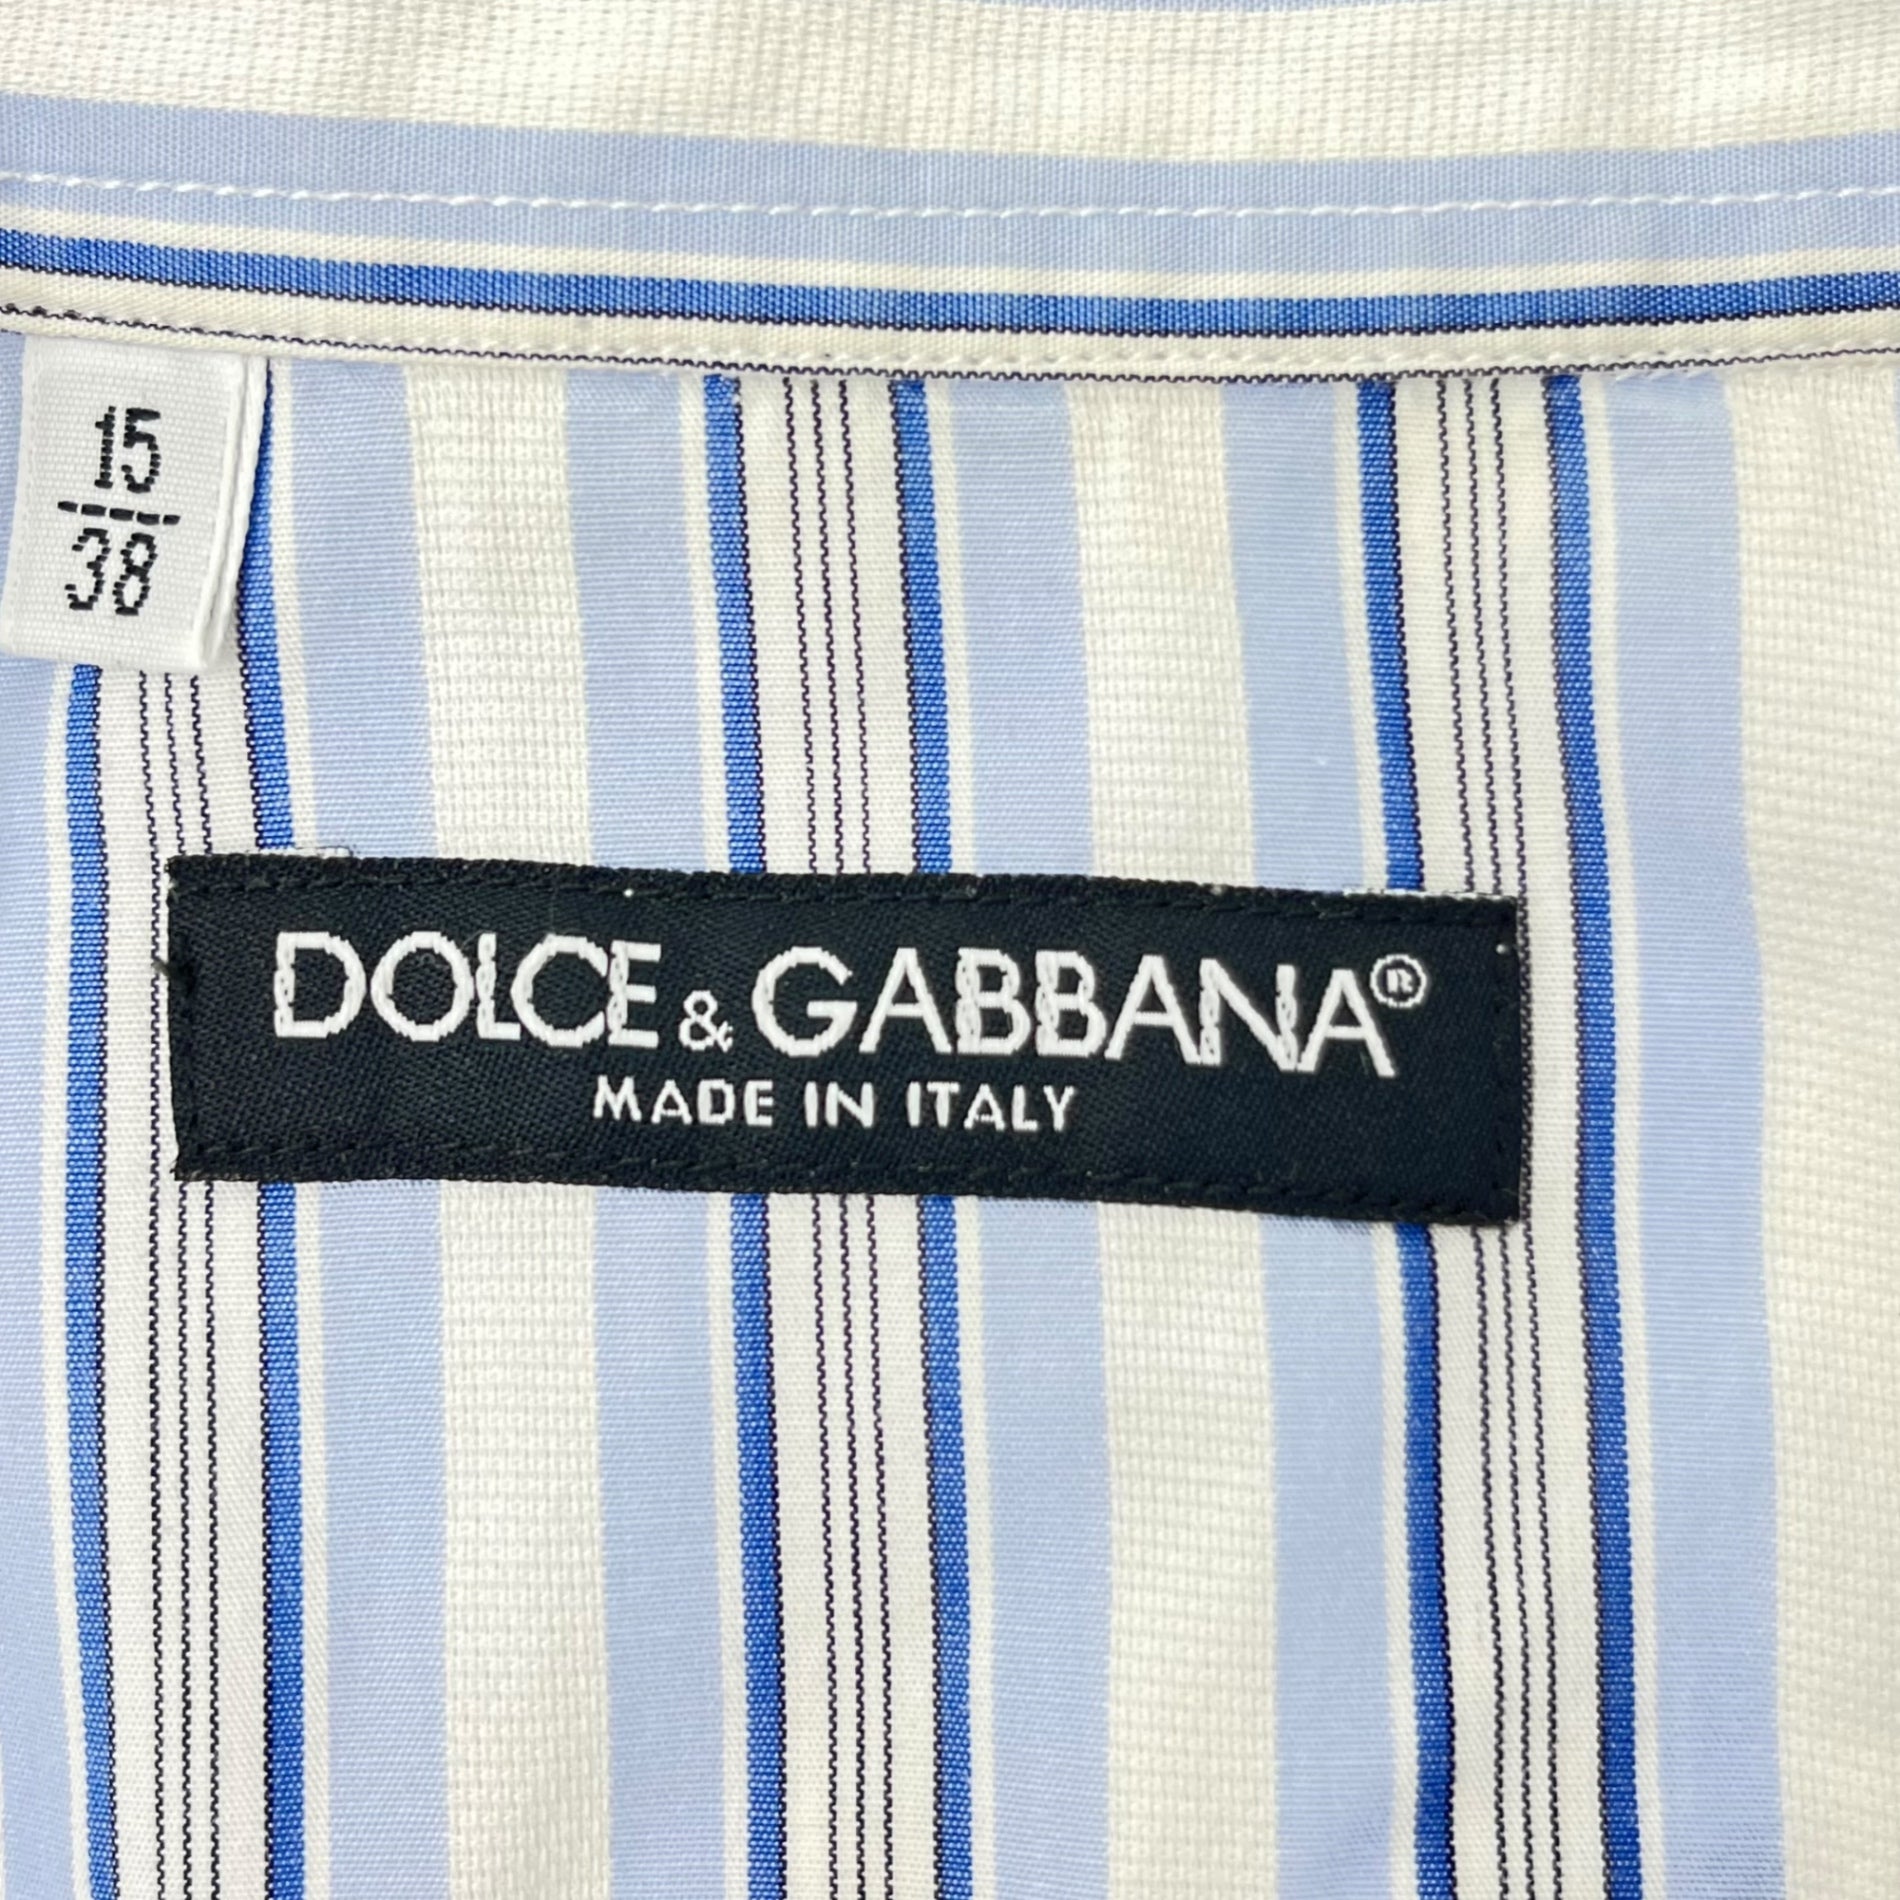 15
38
DOLCE & GABBANA®
MADE IN ITALY